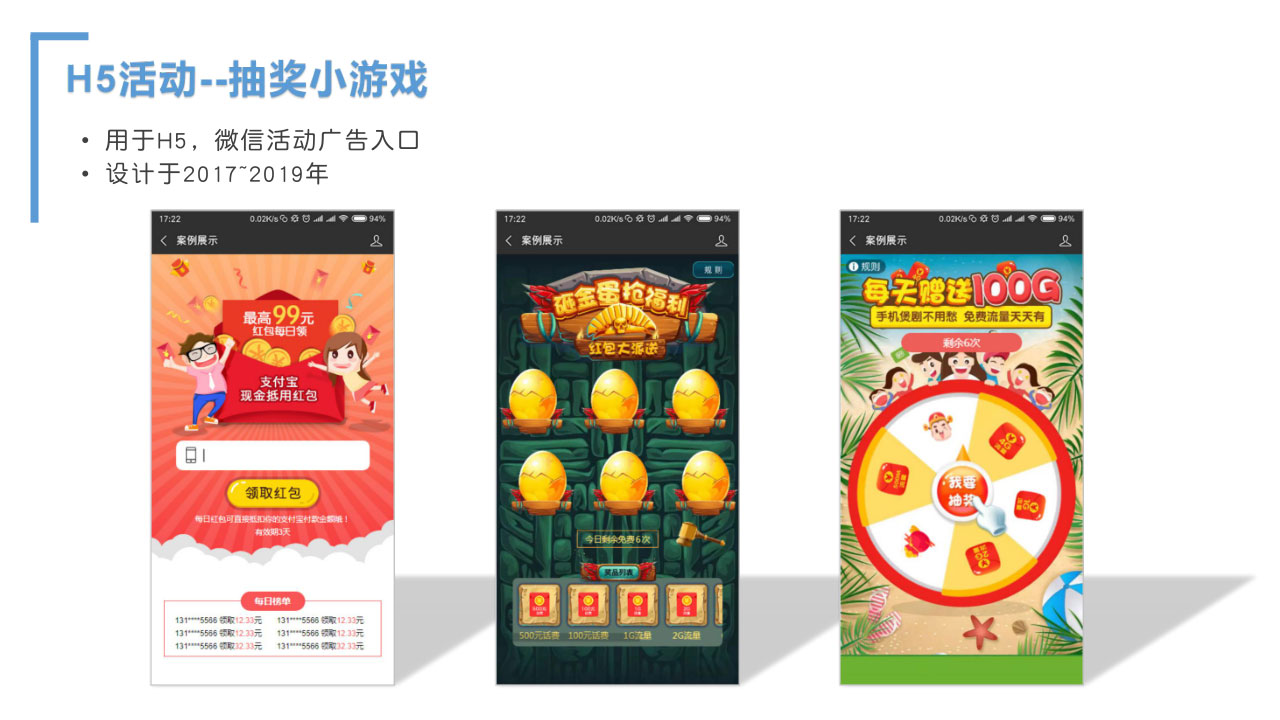 H5活动--抽奖小游戏
• 用于H5，微信活动广告入口
• 设计于2017~2019年
17:22 0.02K/s 94%
案例展示
最高99元
红包每日领
支付宝
现金抵用红包
领取红包
每日红包可直接抵扣你的支付宝付款金额哦！
有效期3天
每日榜单
131****5566 领取12.33元 131****5566 领取12.33元
131****5566 领取22.33元 131****5566 领取22.33元
131****5566 领取32.33元 131****5566 领取32.33元
17:22 0.02K/s 94%
案例展示
规则
砸金蛋抢福利
红包大派送
今日剩余免费6次
奖品列表
500元话费 100元话费 1G流量 2G流量
17:22 0.02K/s 94%
案例展示
规则
每天赠送100G
手机煲剧不用愁 免费流量天天有
剩余6次
我要
抽奖